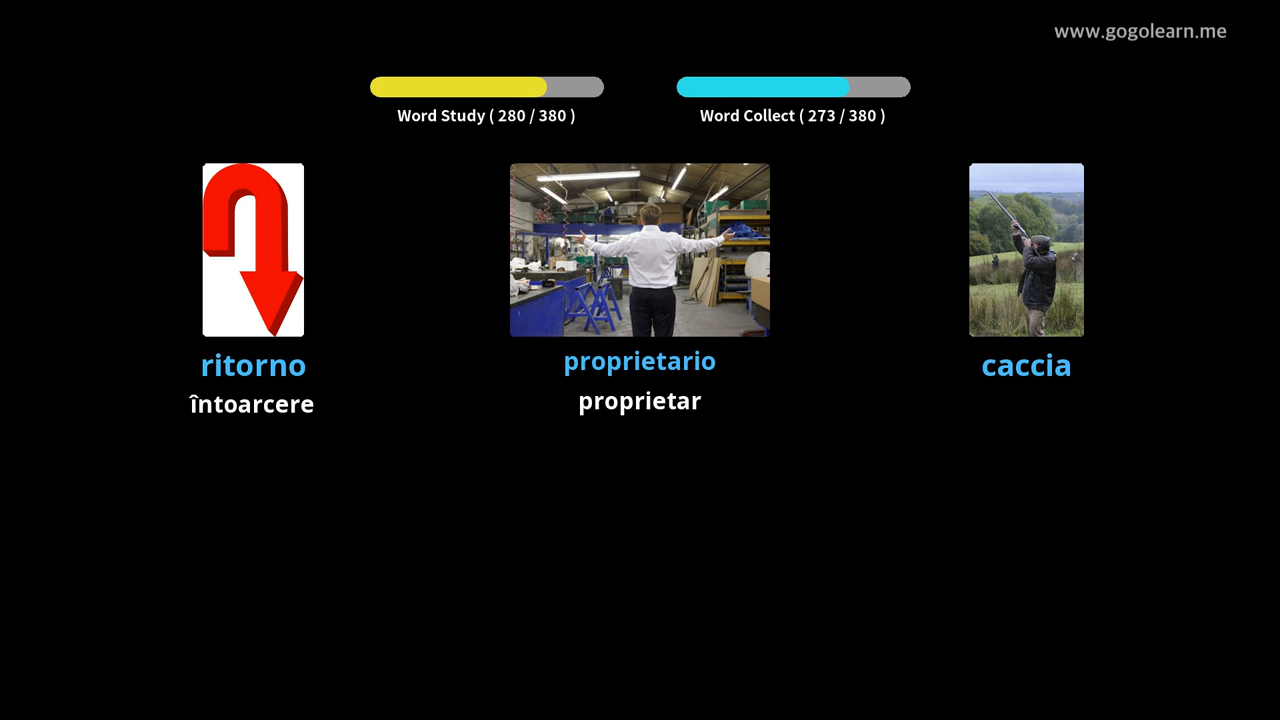 www.gogolearn.me
Word Study ( 280 / 380 )
Word Collect ( 273 / 380 )
ritorno
întoarcere
proprietario
proprietar
caccia